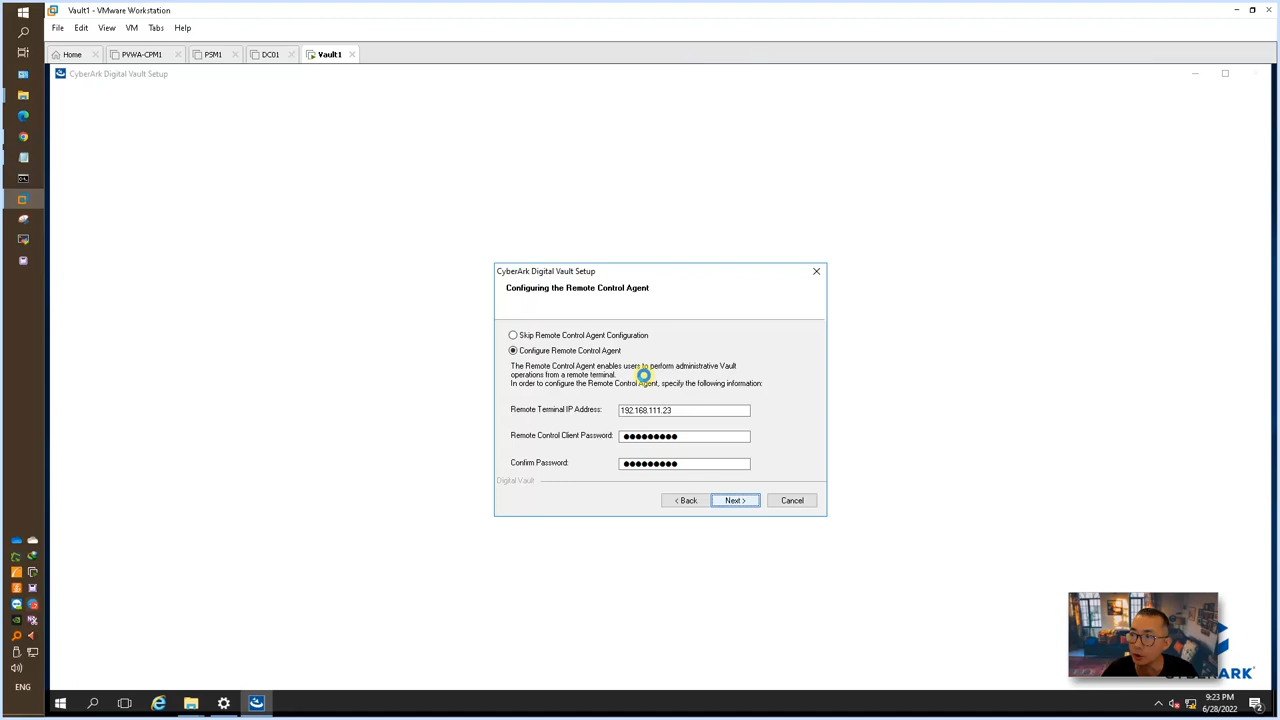 Vault1 - VMware Workstation
File Edit View VM Tabs Help
Home PVWA-CPM1 PSM1 DC01 Vault1
CyberArk Digital Vault Setup
CyberArk Digital Vault Setup
Configuring the Remote Control Agent
Skip Remote Control Agent Configuration
Configure Remote Control Agent
The Remote Control Agent enables users to perform administrative Vault
operations from a remote terminal.
In order to configure the Remote Control Agent, specify the following information:
Remote Terminal IP Address: 192.168.111.23
Remote Control Client Password: ●●●●●●●●●
Confirm Password: ●●●●●●●●●
Digital Vault
< Back Next > Cancel
ENG
9:23 PM
6/28/2022
2